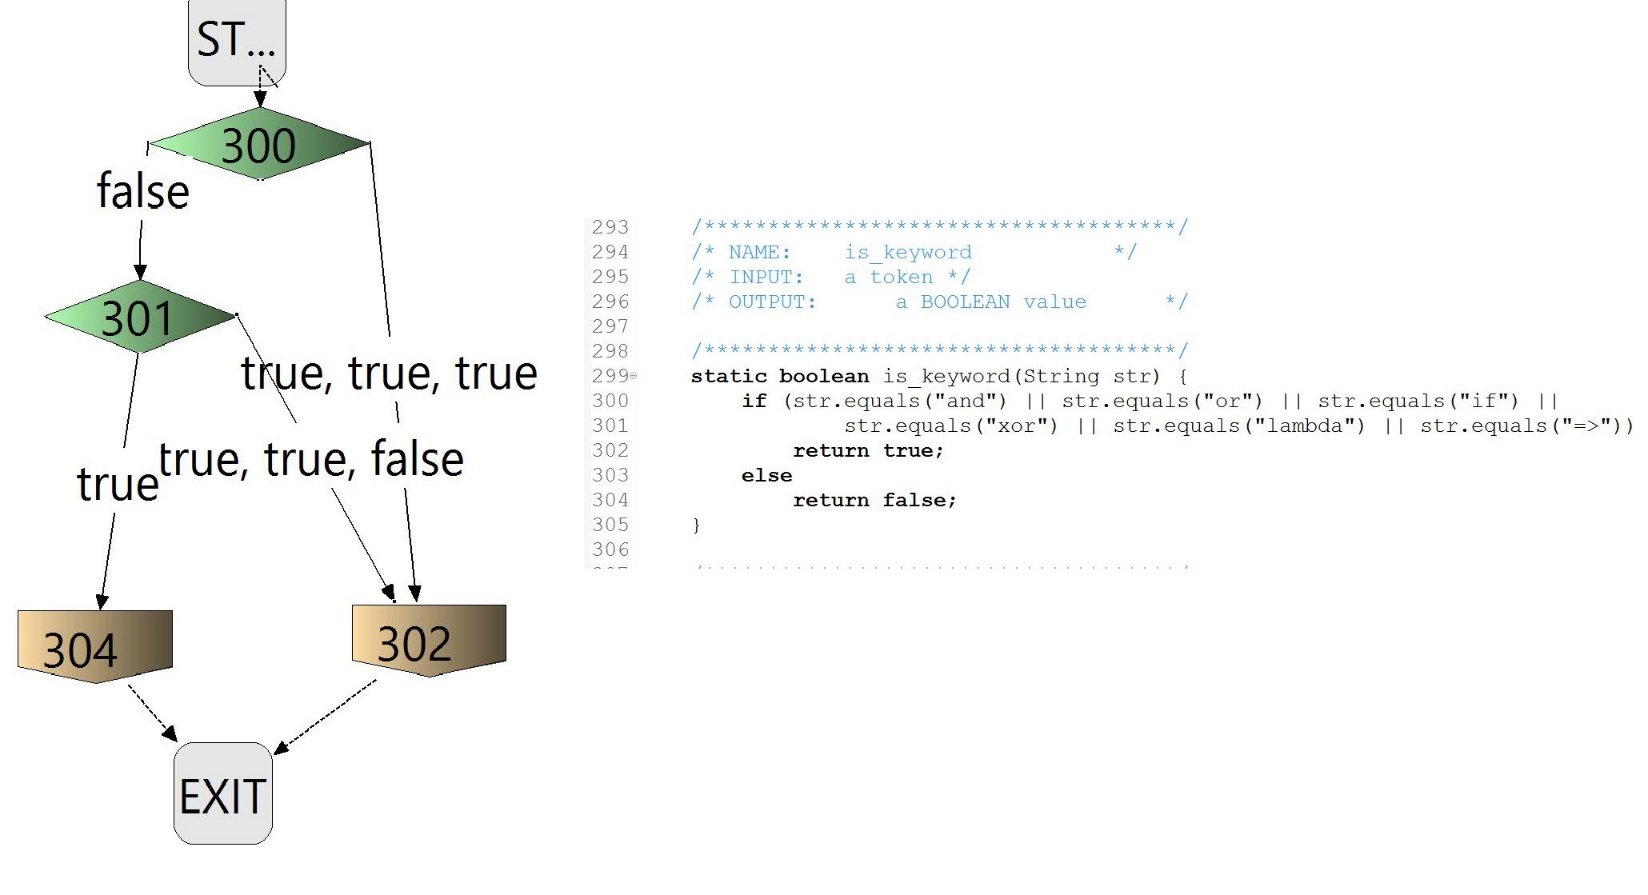 ST...
300
false
301
true, true, true
true, true, false
true
304
302
EXIT
293 /*************************************/
294 /* NAME: is_keyword */
295 /* INPUT: a token */
296 /* OUTPUT: a BOOLEAN value */
297
298 /*************************************/
299 static boolean is_keyword(String str) {
300 if (str.equals("and") || str.equals("or") || str.equals("if") ||
301 str.equals("xor") || str.equals("lambda") || str.equals("=>"))
302 return true;
303 else
304 return false;
305 }
306